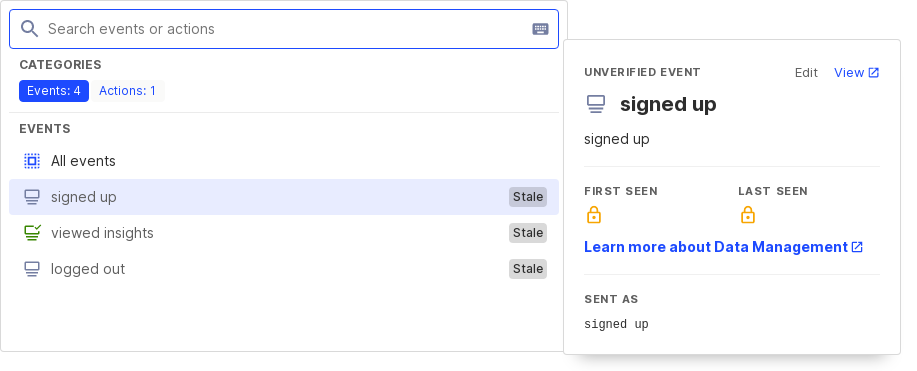 Search events or actions
CATEGORIES
Events: 4 Actions: 1
EVENTS
All events
signed up Stale
viewed insights Stale
logged out Stale
UNVERIFIED EVENT Edit View
signed up
signed up
FIRST SEEN LAST SEEN
Learn more about Data Management
SENT AS
signed up